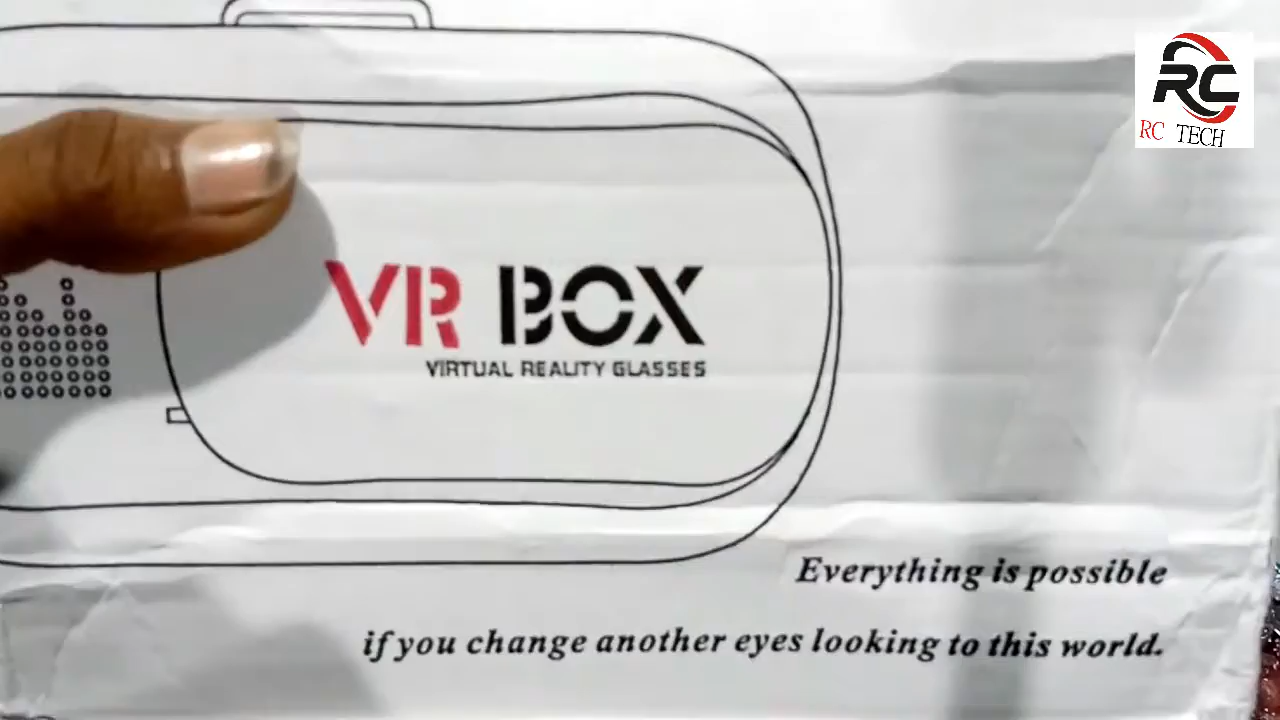 RC
RC TECH
VR BOX
VIRTUAL REALITY GLASSES
Everything is possible
if you change another eyes looking to this world.